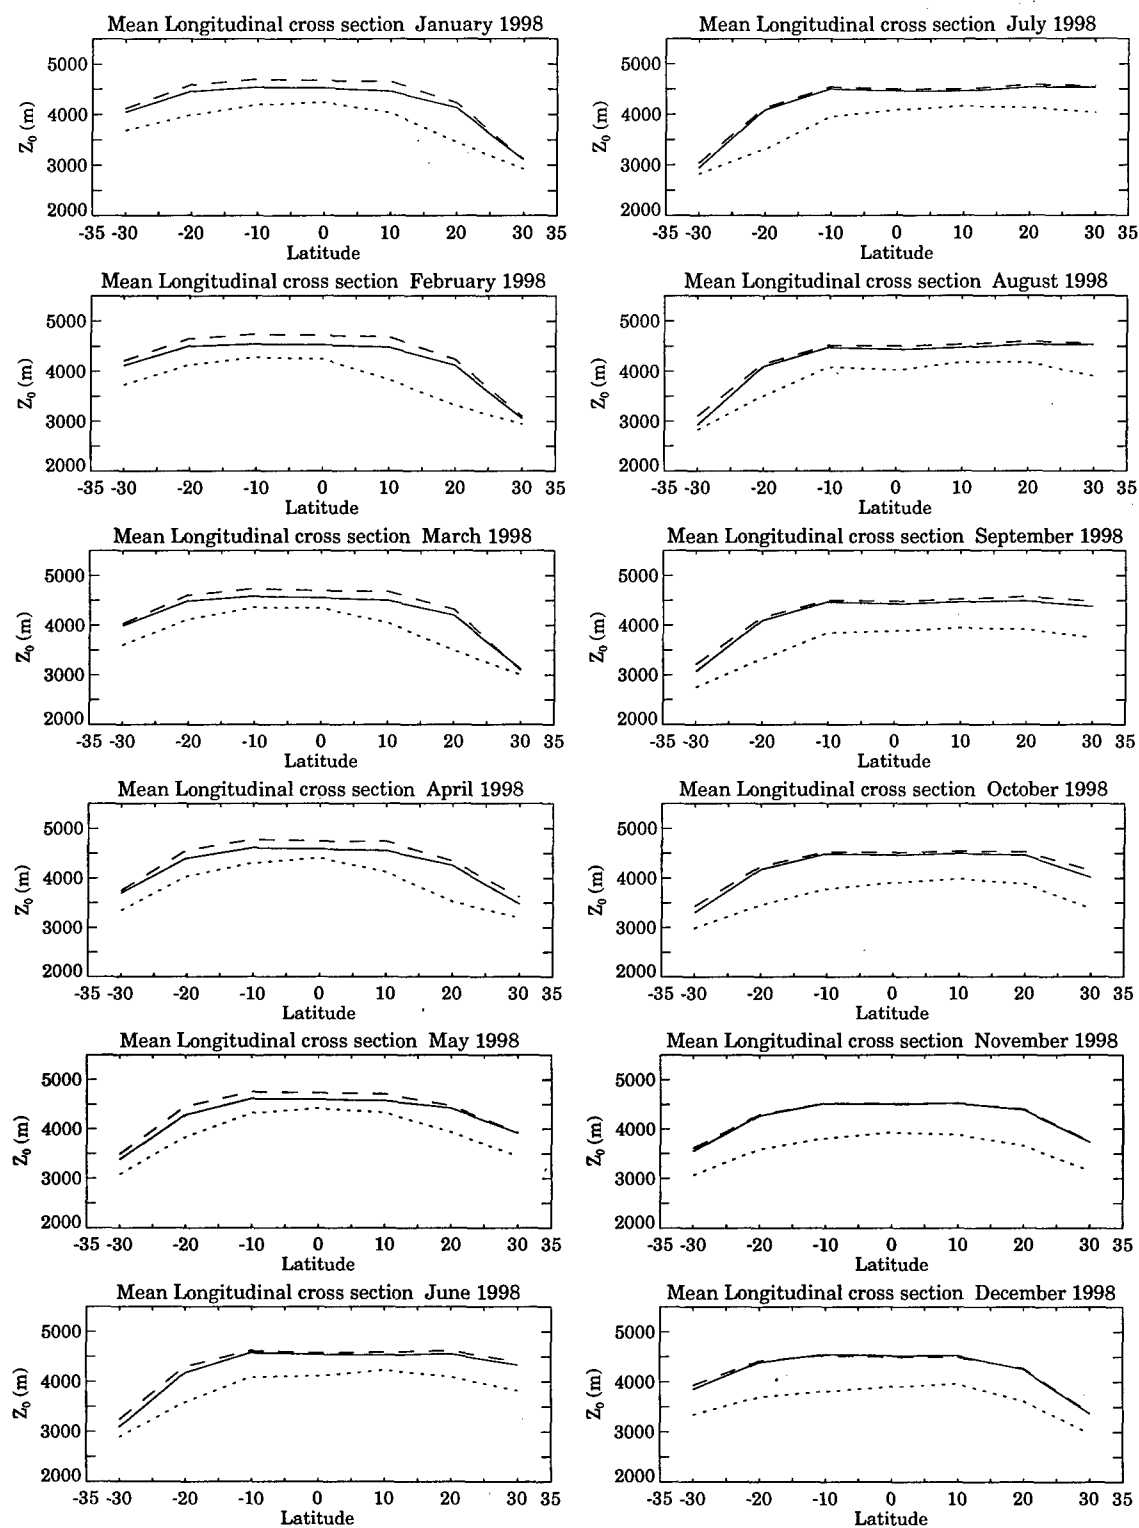 Mean Longitudinal cross section January 1998
5000
4000
3000
2000
Z0 (m)
-35 -30 -20 -10 0 10 20 30 35
Latitude
Mean Longitudinal cross section July 1998
5000
4000
3000
2000
Z0 (m)
-35 -30 -20 -10 0 10 20 30 35
Latitude
Mean Longitudinal cross section February 1998
5000
4000
3000
2000
Z0 (m)
-35 -30 -20 -10 0 10 20 30 35
Latitude
Mean Longitudinal cross section August 1998
5000
4000
3000
2000
Z0 (m)
-35 -30 -20 -10 0 10 20 30 35
Latitude
Mean Longitudinal cross section March 1998
5000
4000
3000
2000
Z0 (m)
-35 -30 -20 -10 0 10 20 30 35
Latitude
Mean Longitudinal cross section September 1998
5000
4000
3000
2000
Z0 (m)
-35 -30 -20 -10 0 10 20 30 35
Latitude
Mean Longitudinal cross section April 1998
5000
4000
3000
2000
Z0 (m)
-35 -30 -20 -10 0 10 20 30 35
Latitude
Mean Longitudinal cross section October 1998
5000
4000
3000
2000
Z0 (m)
-35 -30 -20 -10 0 10 20 30 35
Latitude
Mean Longitudinal cross section May 1998
5000
4000
3000
2000
Z0 (m)
-35 -30 -20 -10 0 10 20 30 35
Latitude
Mean Longitudinal cross section November 1998
5000
4000
3000
2000
Z0 (m)
-35 -30 -20 -10 0 10 20 30 35
Latitude
Mean Longitudinal cross section June 1998
5000
4000
3000
2000
Z0 (m)
-35 -30 -20 -10 0 10 20 30 35
Latitude
Mean Longitudinal cross section December 1998
5000
4000
3000
2000
Z0 (m)
-35 -30 -20 -10 0 10 20 30 35
Latitude